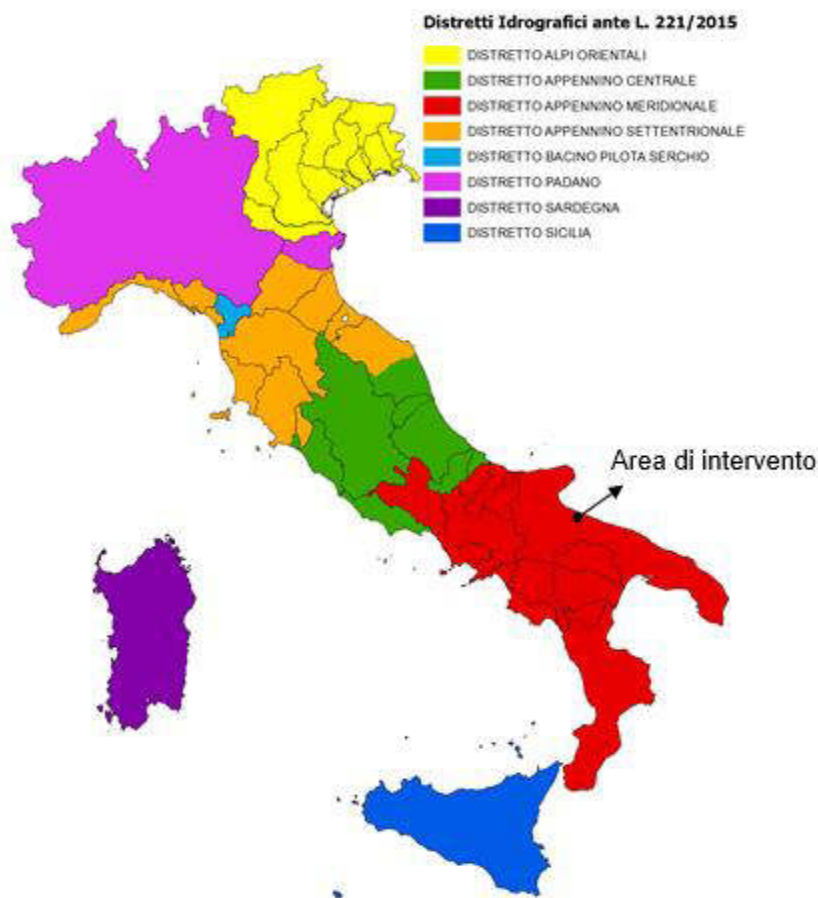 Distretti Idrografici ante L. 221/2015
DISTRETTO ALPI ORIENTALI
DISTRETTO APPENNINO CENTRALE
DISTRETTO APPENNINO MERIDIONALE
DISTRETTO APPENNINO SETTENTRIONALE
DISTRETTO BACINO PILOTA SERCHIO
DISTRETTO PADANO
DISTRETTO SARDEGNA
DISTRETTO SICILIA
Area di intervento